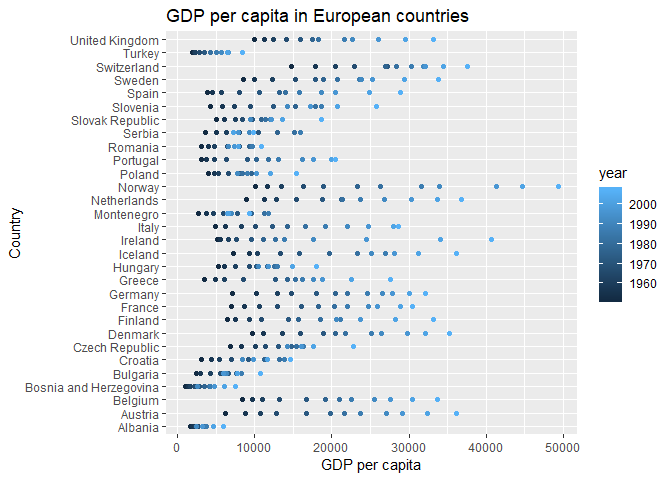 GDP per capita in European countries
United Kingdom
Turkey
Switzerland
Sweden
Spain
Slovenia
Slovak Republic
Serbia
Romania
Portugal
Poland
Norway
Netherlands
Montenegro
Italy
Ireland
Iceland
Hungary
Greece
Germany
France
Finland
Denmark
Czech Republic
Croatia
Bulgaria
Bosnia and Herzegovina
Belgium
Austria
Albania
Country
0 10000 20000 30000 40000 50000
GDP per capita
year
2000
1990
1980
1970
1960